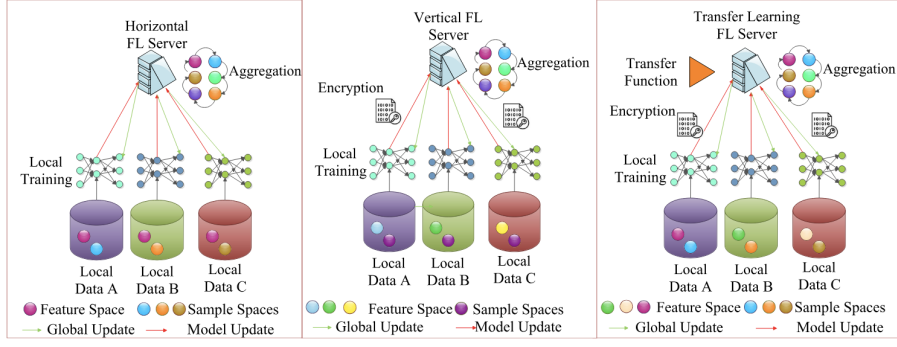 Horizontal
FL Server
Aggregation
Local
Training
Local
Data A
Local
Data B
Local
Data C
Feature Space
Sample Spaces
Global Update
Model Update
Vertical FL
Server
Aggregation
Encryption
Local
Training
Local
Data A
Local
Data B
Local
Data C
Feature Space
Sample Spaces
Global Update
Model Update
Transfer Learning
FL Server
Transfer
Function
Aggregation
Encryption
Local
Training
Local
Data A
Local
Data B
Local
Data C
Feature Space
Sample Spaces
Global Update
Model Update